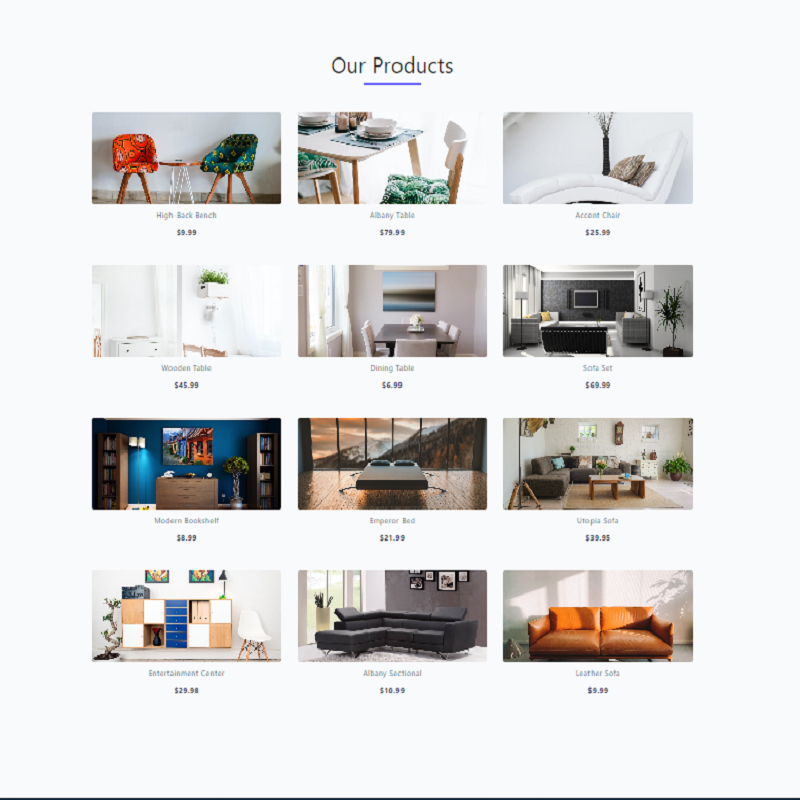 Our Products
High Back Bench
$9.99
Albany Table
$79.99
Accent Chair
$25.99
Wooden Table
$45.99
Dining Table
$6.99
Sofa Set
$69.99
Modern Bookshelf
$8.99
Emperor Bed
$21.99
Utopia Sofa
$39.95
Entertainment Center
$29.98
Albany Sectional
$10.99
Leather Sofa
$9.99